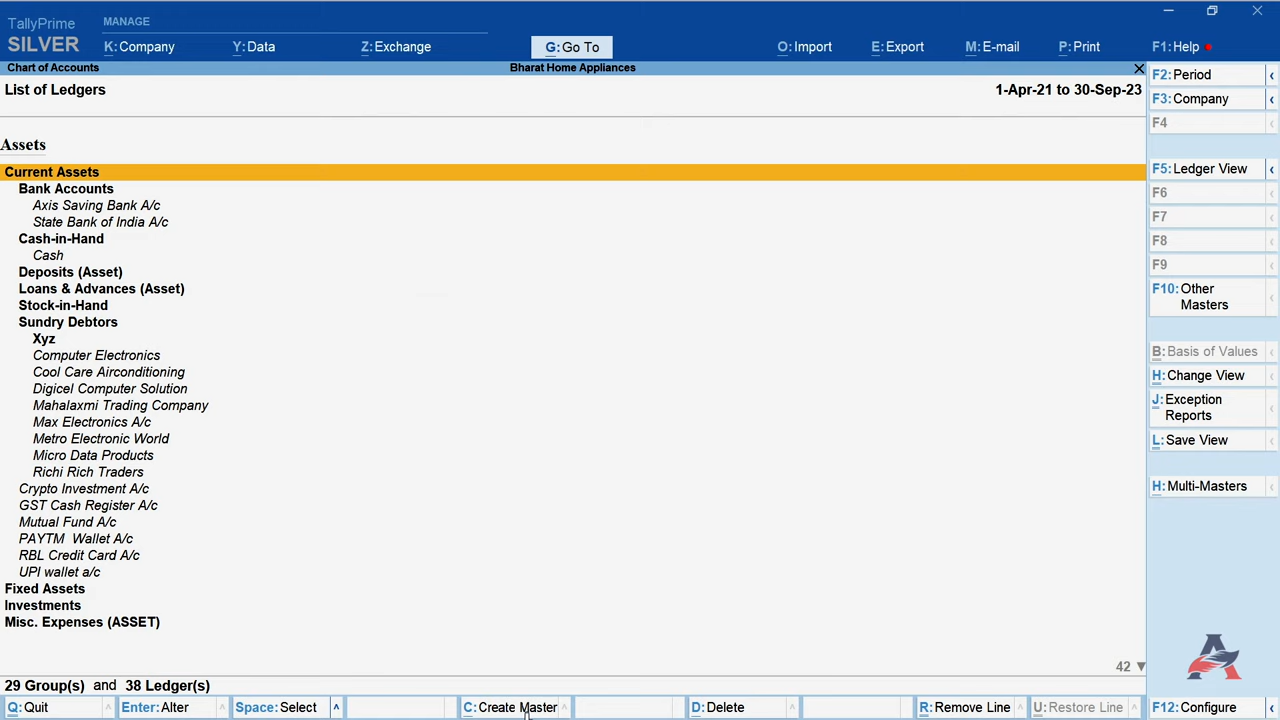 TallyPrime
SILVER
MANAGE
K:Company
Y:Data
Z:Exchange
G:Go To
O:Import
E:Export
M:E-mail
P:Print
F1:Help
Chart of Accounts
Bharat Home Appliances
List of Ledgers
1-Apr-21 to 30-Sep-23
Assets
Current Assets
Bank Accounts
Axis Saving Bank A/c
State Bank of India A/c
Cash-in-Hand
Cash
Deposits (Asset)
Loans & Advances (Asset)
Stock-in-Hand
Sundry Debtors
Xyz
Computer Electronics
Cool Care Airconditioning
Digicel Computer Solution
Mahalaxmi Trading Company
Max Electronics A/c
Metro Electronic World
Micro Data Products
Richi Rich Traders
Crypto Investment A/c
GST Cash Register A/c
Mutual Fund A/c
PAYTM  Wallet A/c
RBL Credit Card A/c
UPI wallet a/c
Fixed Assets
Investments
Misc. Expenses (ASSET)
42 ▼
29 Group(s) and 38 Ledger(s)
F2: Period
F3: Company
F4
F5: Ledger View
F6
F7
F8
F9
F10: Other
Masters
B: Basis of Values
H: Change View
J: Exception
Reports
L: Save View
H: Multi-Masters
Q: Quit
Enter: Alter
Space: Select
C: Create Master
D: Delete
R: Remove Line
U: Restore Line
F12: Configure